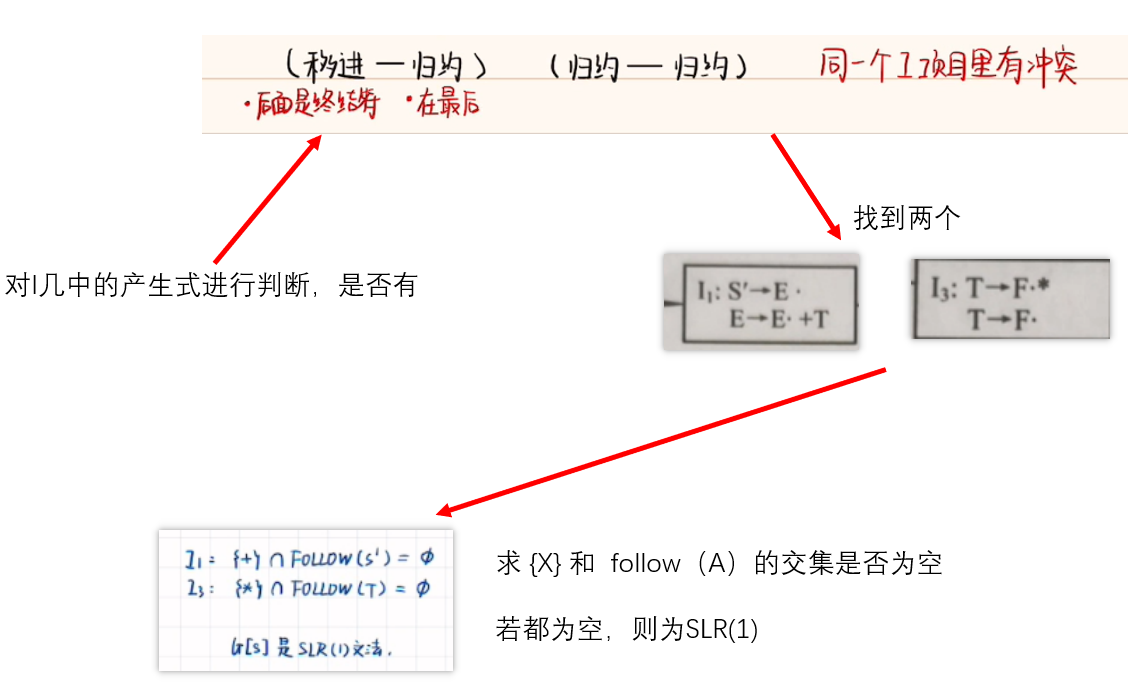 （移进 — 归约） （归约 — 归约） 同一个I项目里有冲突
·后面是终结符 ·在最后
找到两个
对I几中的产生式进行判断，是否有
I₁: S′→E ·
E→E· +T
I₃: T→F·*
T→F·
I₁: {+} ∩ FOLLOW(S') = Φ
I₃: {*} ∩ FOLLOW(T) = Φ
G[S] 是 SLR(1)文法.
求 {X} 和 follow（A）的交集是否为空
若都为空，则为SLR(1)